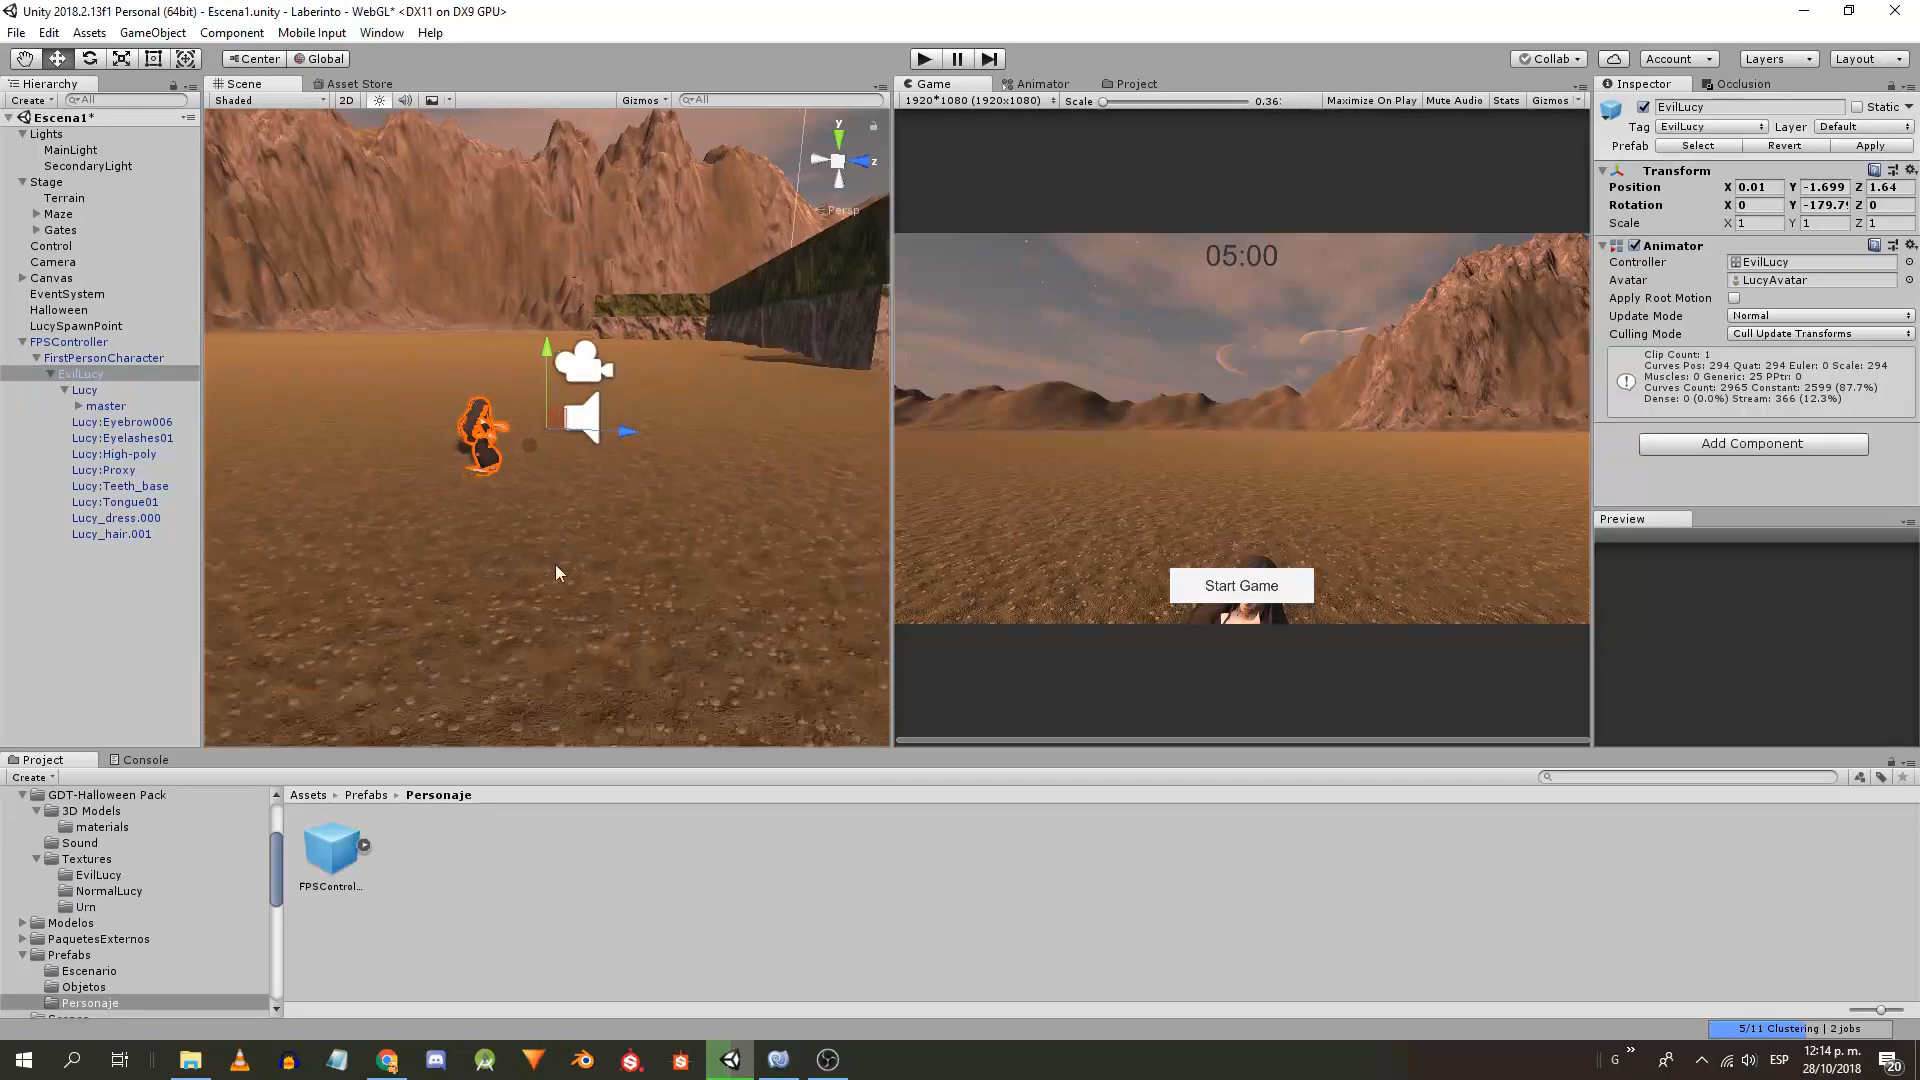 Unity 2018.2.13f1 Personal (64bit) - Escena1.unity - Laberinto - WebGL* <DX11 on DX9 GPU>
File Edit Assets GameObject Component Mobile Input Window Help
Center Global Collab Account Layers Layout
Hierarchy
Create All
Escena1*
Lights
MainLight
SecondaryLight
Stage
Terrain
Maze
Gates
Control
Camera
Canvas
EventSystem
Halloween
LucySpawnPoint
FPSController
FirstPersonCharacter
EvilLucy
Lucy
master
Lucy:Eyebrow006
Lucy:Eyelashes01
Lucy:High-poly
Lucy:Proxy
Lucy:Teeth_base
Lucy:Tongue01
Lucy_dress.000
Lucy_hair.001
Scene Asset Store
Shaded 2D Gizmos All
y
z
Persp
Game Animator Project
1920*1080 (1920x1080) Scale 0.36 Maximize On Play Mute Audio Stats Gizmos
05:00
Start Game
Inspector Occlusion
EvilLucy Static
Tag EvilLucy Layer Default
Prefab Select Revert Apply
Transform
Position X 0.01 Y -1.699 Z 1.64
Rotation X 0 Y -179.79 Z 0
Scale X 1 Y 1 Z 1
Animator
Controller EvilLucy
Avatar LucyAvatar
Apply Root Motion
Update Mode Normal
Culling Mode Cull Update Transforms
Clip Count: 1
Curves Pos: 294 Quat: 294 Euler: 0 Scale: 294
Muscles: 0 Generic: 25 PPtr: 0
Curves Count: 2965 Constant: 2599 (87.7%)
Dense: 0 (0.0%) Stream: 366 (12.3%)
Add Component
Preview
Project Console
Create
GDT-Halloween Pack
3D Models
materials
Sound
Textures
EvilLucy
NormalLucy
Urn
Modelos
PaquetesExternos
Prefabs
Escenario
Objetos
Personaje
Assets Prefabs Personaje
FPSControl...
5/11 Clustering | 2 jobs
G » ESP 12:14 p. m.
28/10/2018
20